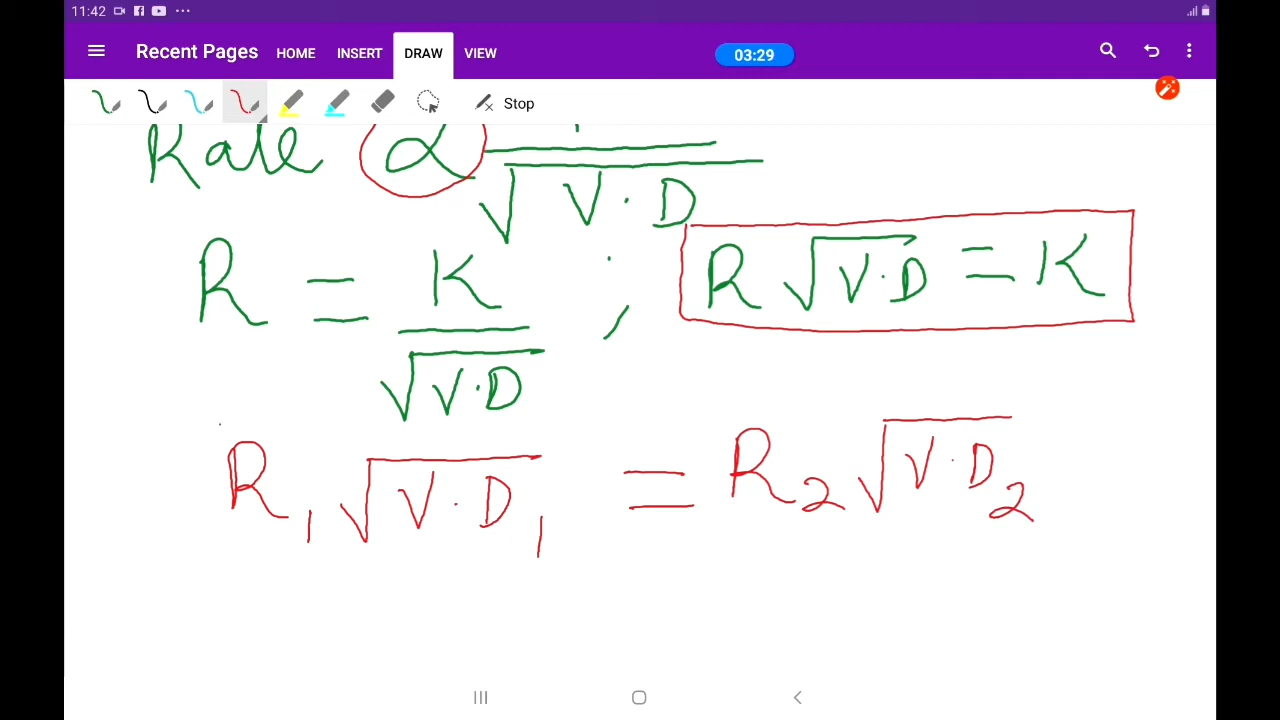 11:42
Recent Pages HOME INSERT DRAW VIEW 03:29
Stop
Rate α 1/√V·D
R = K/√V·D ; R √V·D = K
R₁ √V·D₁ = R₂ √V·D₂